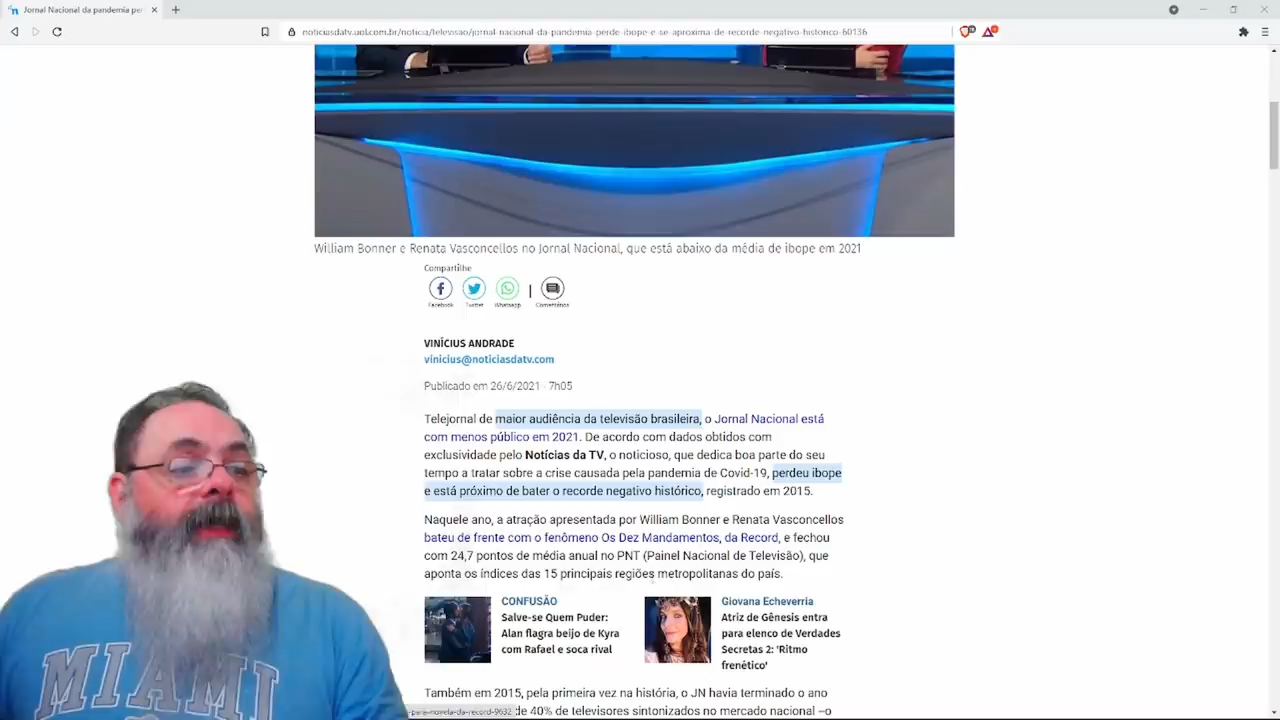 Jornal Nacional da pandemia per
noticiasdatv.uol.com.br/noticia/televisao/jornal-nacional-da-pandemia-perde-ibope-e-se-aproxima-de-recorde-negativo-historico-60136
William Bonner e Renata Vasconcellos no Jornal Nacional, que está abaixo da média de ibope em 2021
Compartilhe
Facebook Twitter Whatsapp Comentários
VINÍCIUS ANDRADE
vinicius@noticiasdatv.com
Publicado em 26/6/2021 - 7h05
Telejornal de maior audiência da televisão brasileira, o Jornal Nacional está
com menos público em 2021. De acordo com dados obtidos com
exclusividade pelo Notícias da TV, o noticioso, que dedica boa parte do seu
tempo a tratar sobre a crise causada pela pandemia de Covid-19, perdeu ibope
e está próximo de bater o recorde negativo histórico, registrado em 2015.
Naquele ano, a atração apresentada por William Bonner e Renata Vasconcellos
bateu de frente com o fenômeno Os Dez Mandamentos, da Record, e fechou
com 24,7 pontos de média anual no PNT (Painel Nacional de Televisão), que
aponta os índices das 15 principais regiões metropolitanas do país.
CONFUSÃO
Salve-se Quem Puder:
Alan flagra beijo de Kyra
com Rafael e soca rival
Giovana Echeverria
Atriz de Gênesis entra
para elenco de Verdades
Secretas 2: 'Ritmo
frenético'
Também em 2015, pela primeira vez na história, o JN havia terminado o ano
de 40% de televisores sintonizados no mercado nacional –o
-para-novela-da-record-9632
MIAMI